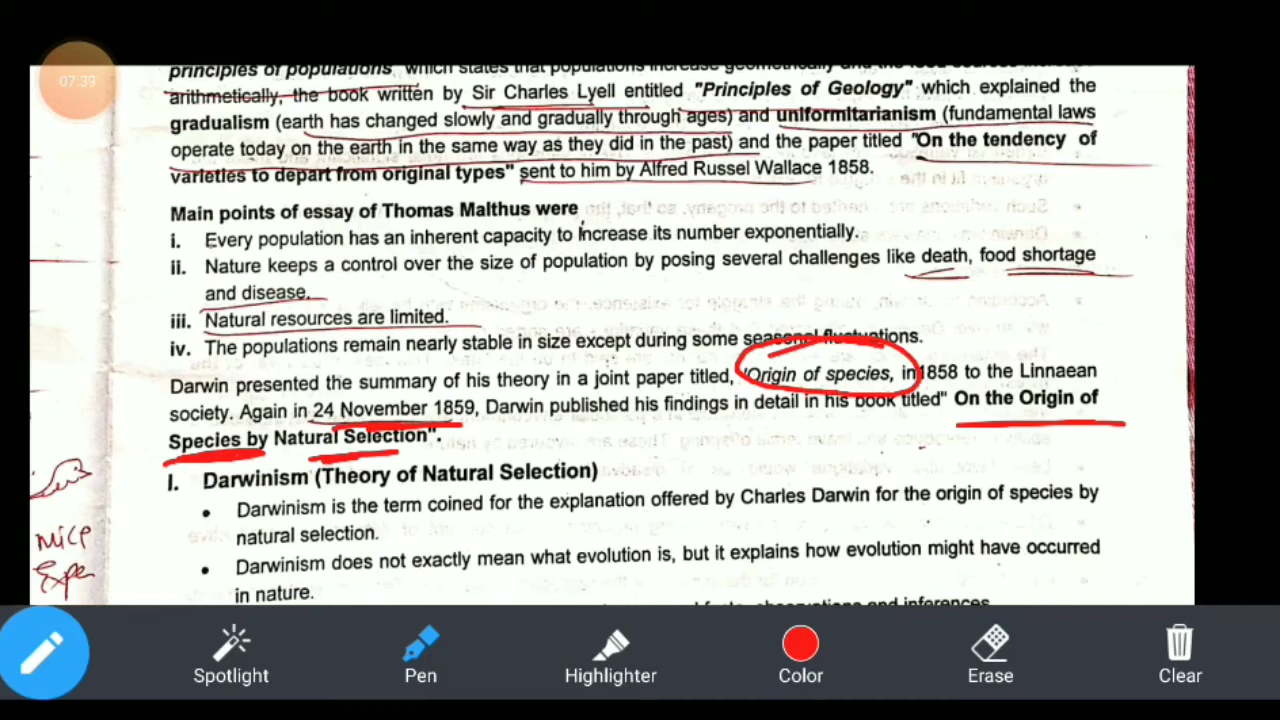 07:39
principles of populations, which states that populations increase geometrically and the food sources
arithmetically, the book written by Sir Charles Lyell entitled "Principles of Geology" which explained the
gradualism (earth has changed slowly and gradually through ages) and uniformitarianism (fundamental laws
operate today on the earth in the same way as they did in the past) and the paper titled "On the tendency of
varieties to depart from original types" sent to him by Alfred Russel Wallace 1858.
Main points of essay of Thomas Malthus were
i. Every population has an inherent capacity to increase its number exponentially.
ii. Nature keeps a control over the size of population by posing several challenges like death, food shortage
and disease.
iii. Natural resources are limited.
iv. The populations remain nearly stable in size except during some seasonal fluctuations.
Darwin presented the summary of his theory in a joint paper titled, 'Origin of species, in 1858 to the Linnaean
society. Again in 24 November 1859, Darwin published his findings in detail in his book titled" On the Origin of
Species by Natural Selection".
I. Darwinism (Theory of Natural Selection)
• Darwinism is the term coined for the explanation offered by Charles Darwin for the origin of species by
natural selection.
• Darwinism does not exactly mean what evolution is, but it explains how evolution might have occurred
in nature.
facts, observations and inferences
mice
Expe
Spotlight
Pen
Highlighter
Color
Erase
Clear